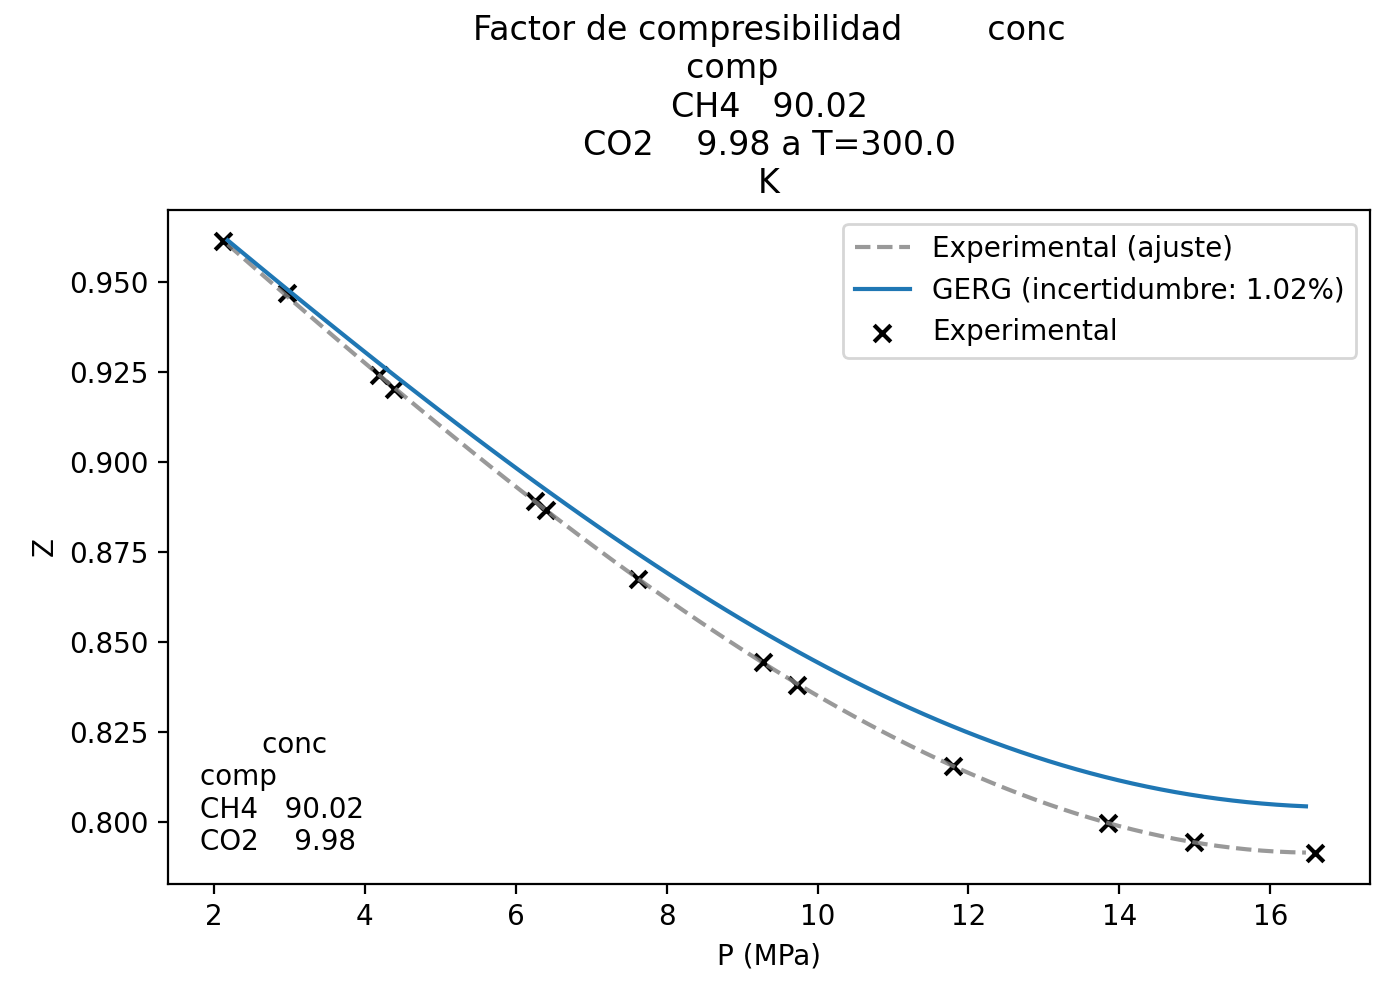 Factor de compresibilidad conc
comp
CH4 90.02
CO2 9.98 a T=300.0
K
Experimental (ajuste)
GERG (incertidumbre: 1.02%)
Experimental
0.950
0.925
0.900
0.875
0.850
0.825
0.800
Z
conc
comp
CH4 90.02
CO2 9.98
2 4 6 8 10 12 14 16
P (MPa)